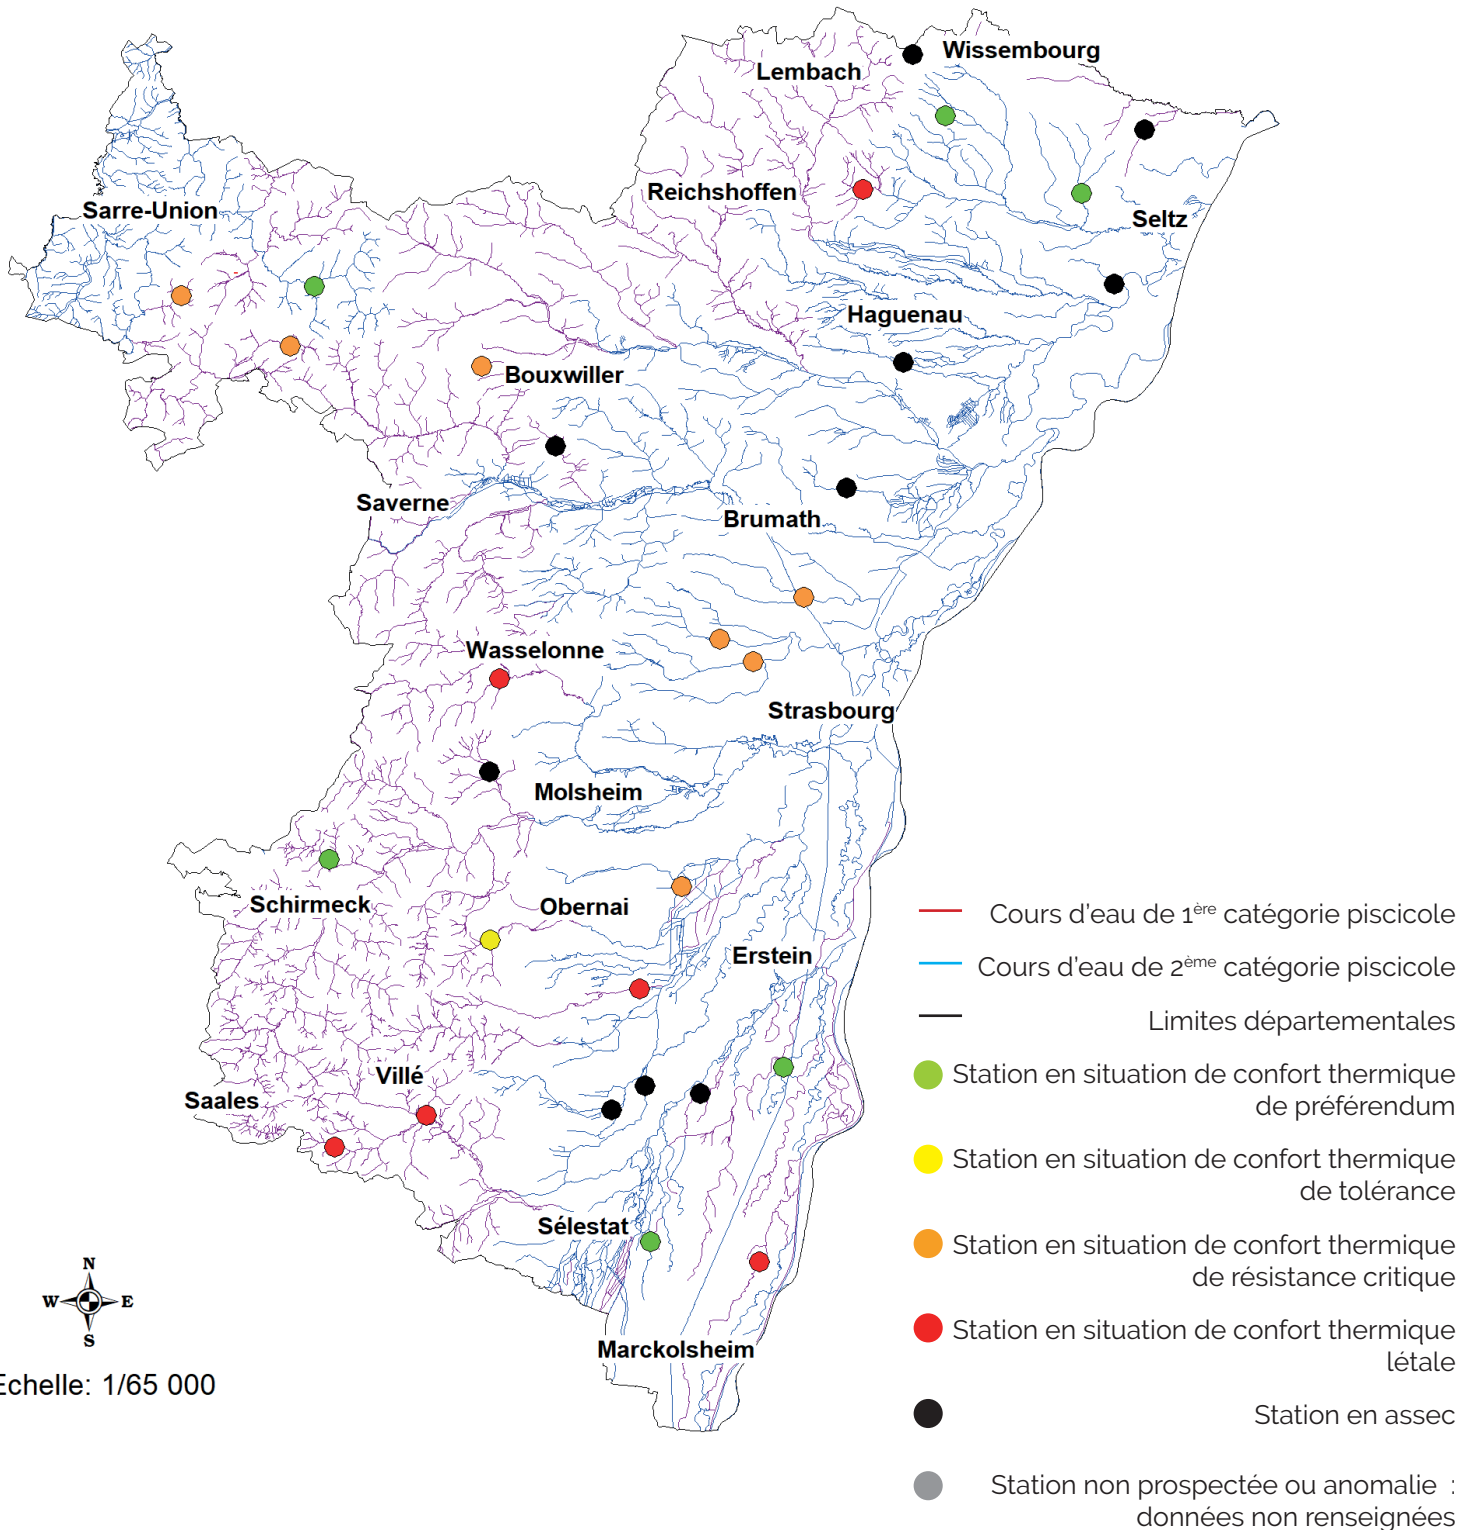 Wissembourg
Lembach
Reichshoffen
Sarre-Union
Seltz
Haguenau
Bouxwiller
Saverne
Brumath
Wasselonne
Strasbourg
Molsheim
Schirmeck
Obernai
Erstein
Villé
Saales
Sélestat
Marckolsheim
N
W E
S
Echelle: 1/65 000
Cours d'eau de 1ère catégorie piscicole
Cours d'eau de 2ème catégorie piscicole
Limites départementales
Station en situation de confort thermique
de préférendum
Station en situation de confort thermique
de tolérance
Station en situation de confort thermique
de résistance critique
Station en situation de confort thermique
létale
Station en assec
Station non prospectée ou anomalie :
données non renseignées